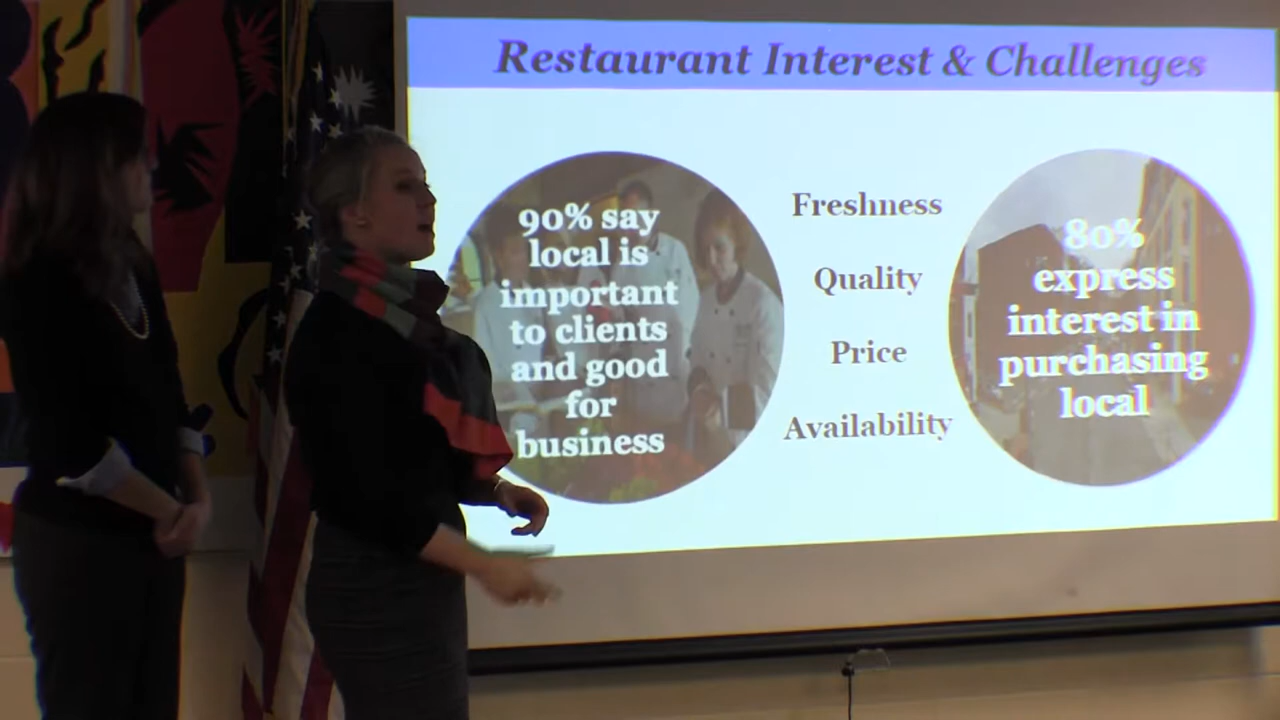 Restaurant Interest & Challenges
90% say
local is
important
to clients
and good
for
business
Freshness
Quality
Price
Availability
80%
express
interest in
purchasing
local